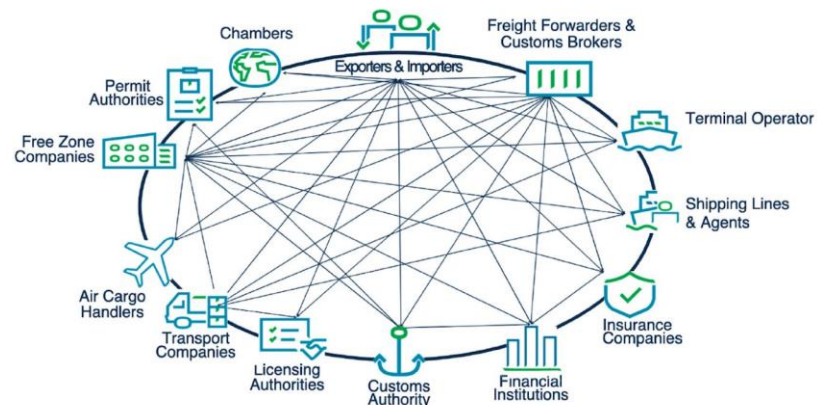 Chambers
Exporters & Importers
Freight Forwarders &
Customs Brokers
Permit
Authorities
Terminal Operator
Free Zone
Companies
Shipping Lines
& Agents
Air Cargo
Handlers
Insurance
Companies
Transport
Companies
Licensing
Authorities
Customs
Authority
Financial
Institutions